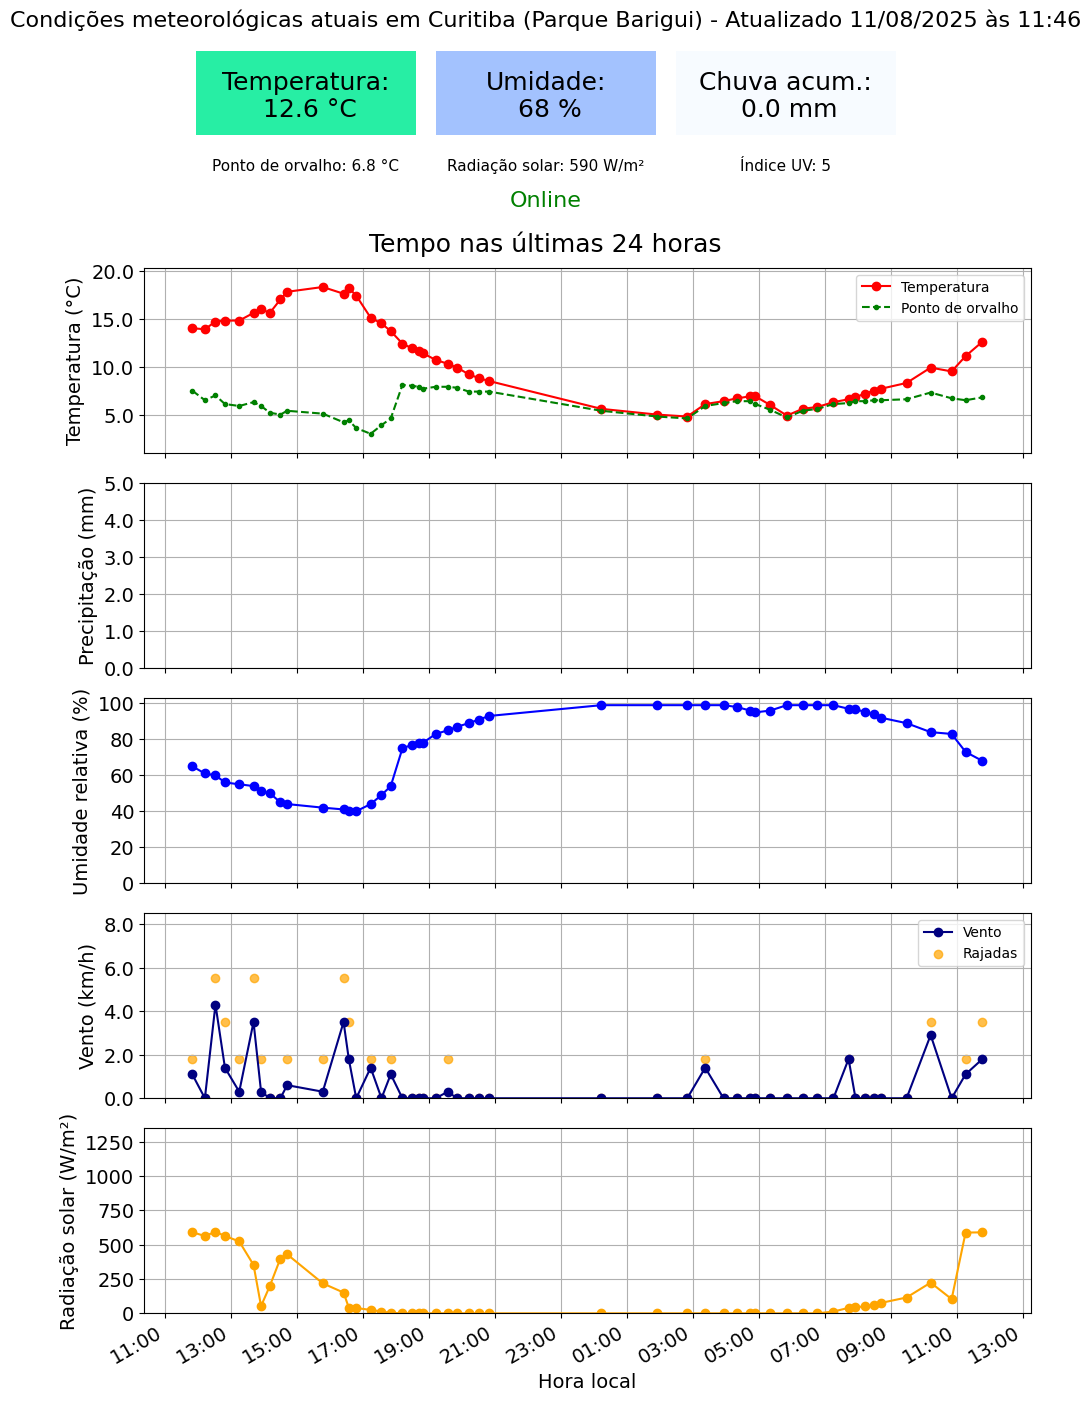 Condições meteorológicas atuais em Curitiba (Parque Barigui) - Atualizado 11/08/2025 às 11:46
Temperatura:
12.6 °C
Umidade:
68 %
Chuva acum.:
0.0 mm
Ponto de orvalho: 6.8 °C
Radiação solar: 590 W/m²
Índice UV: 5
Online
Tempo nas últimas 24 horas
Temperatura (°C)
20.0
15.0
10.0
5.0
Temperatura
Ponto de orvalho
Precipitação (mm)
5.0
4.0
3.0
2.0
1.0
0.0
Umidade relativa (%)
100
80
60
40
20
0
Vento (km/h)
8.0
6.0
4.0
2.0
0.0
Vento
Rajadas
Radiação solar (W/m²)
1250
1000
750
500
250
0
11:00
13:00
15:00
17:00
19:00
21:00
23:00
01:00
03:00
05:00
07:00
09:00
11:00
13:00
Hora local